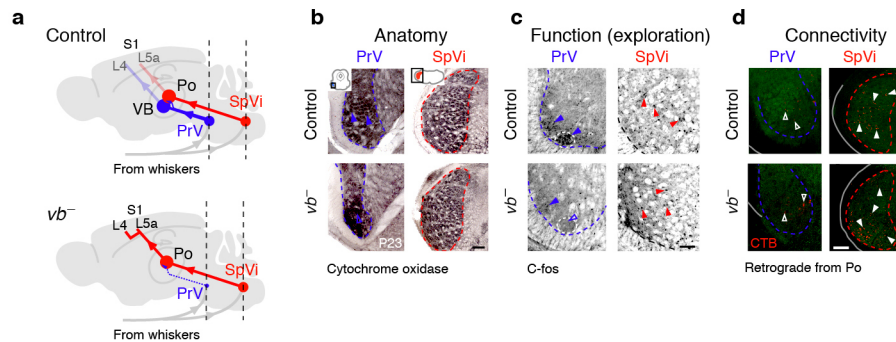 a
Control
S1
L4
L5a
Po
VB
SpVi
PrV
From whiskers
vb–
S1
L4
L5a
Po
SpVi
PrV
From whiskers
b
Anatomy
PrV
SpVi
Control
vb–
P23
Cytochrome oxidase
c
Function (exploration)
PrV
SpVi
Control
vb–
C-fos
d
Connectivity
PrV
SpVi
Control
vb–
CTB
Retrograde from Po